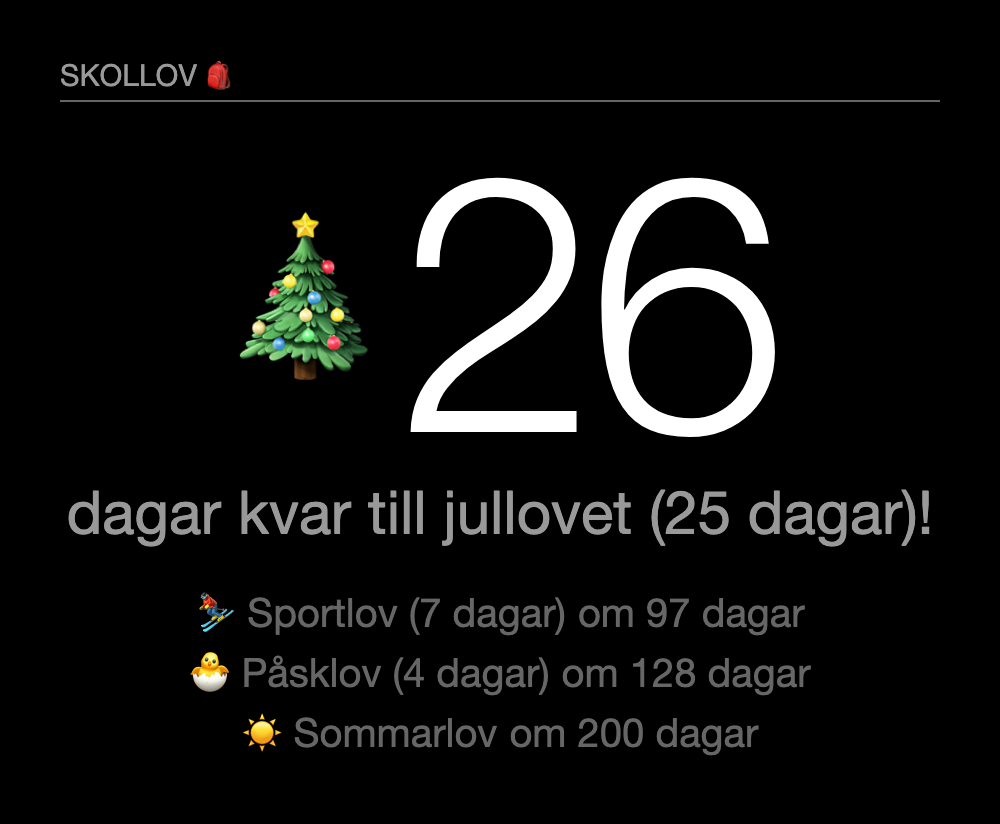 SKOLLOV 🎒
🎄 26
dagar kvar till jullovet (25 dagar)!
⛷️ Sportlov (7 dagar) om 97 dagar
🐣 Påsklov (4 dagar) om 128 dagar
☀️ Sommarlov om 200 dagar